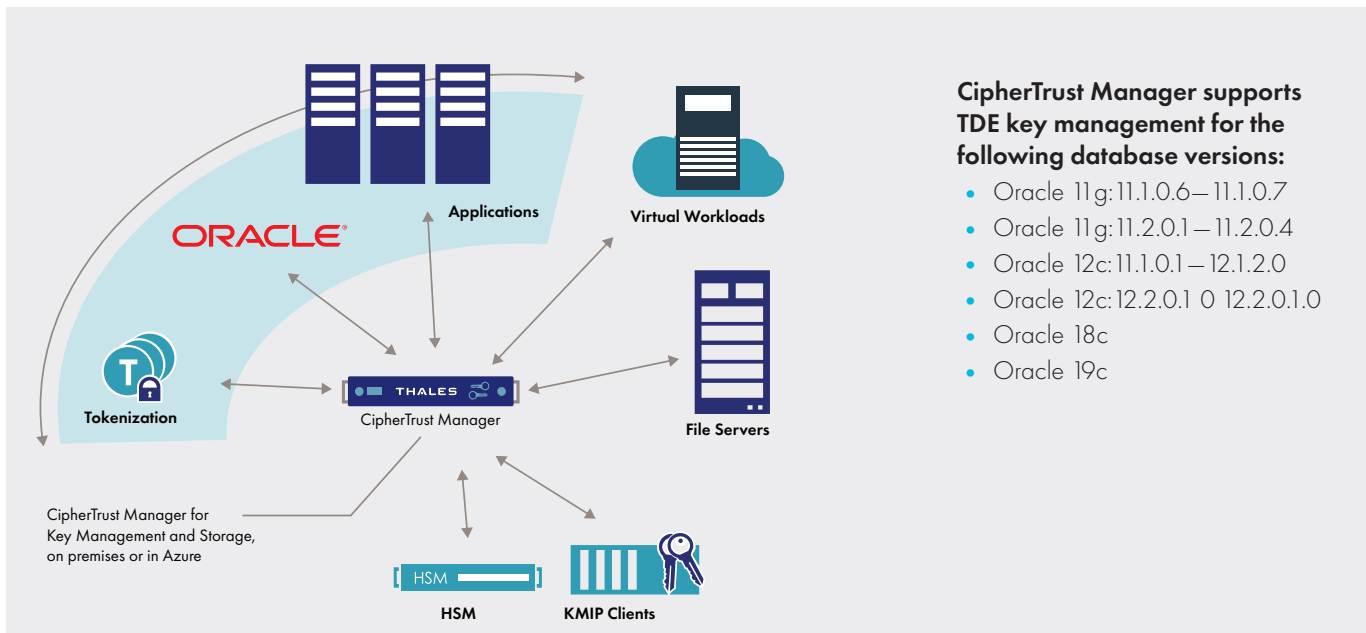 Applications
ORACLE®
Tokenization
T
THALES
CipherTrust Manager
Virtual Workloads
File Servers
CipherTrust Manager for
Key Management and Storage,
on premises or in Azure
HSM
HSM
KMIP Clients
CipherTrust Manager supports
TDE key management for the
following database versions:
• Oracle 11g: 11.1.0.6–11.1.0.7
• Oracle 11g: 11.2.0.1–11.2.0.4
• Oracle 12c: 11.1.0.1–12.1.2.0
• Oracle 12c: 12.2.0.1 0 12.2.0.1.0
• Oracle 18c
• Oracle 19c